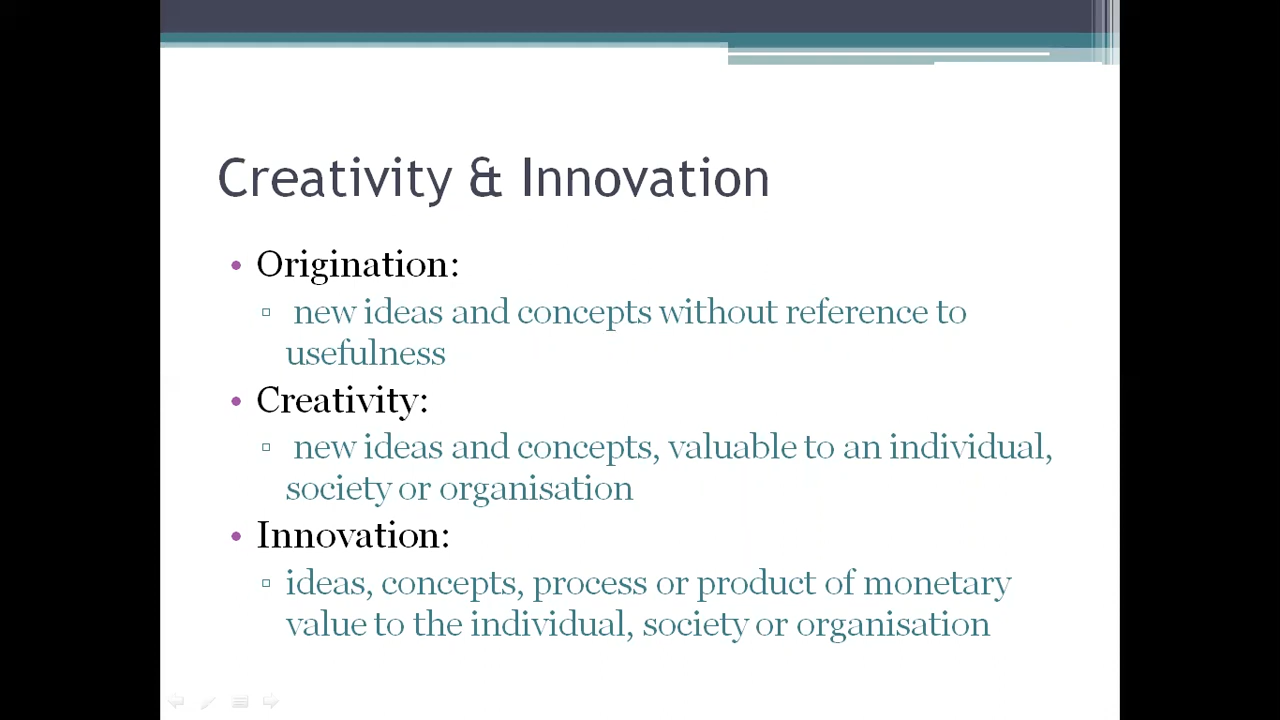 Creativity & Innovation
• Origination:
▫ new ideas and concepts without reference to
usefulness
• Creativity:
▫ new ideas and concepts, valuable to an individual,
society or organisation
• Innovation:
▫ ideas, concepts, process or product of monetary
value to the individual, society or organisation